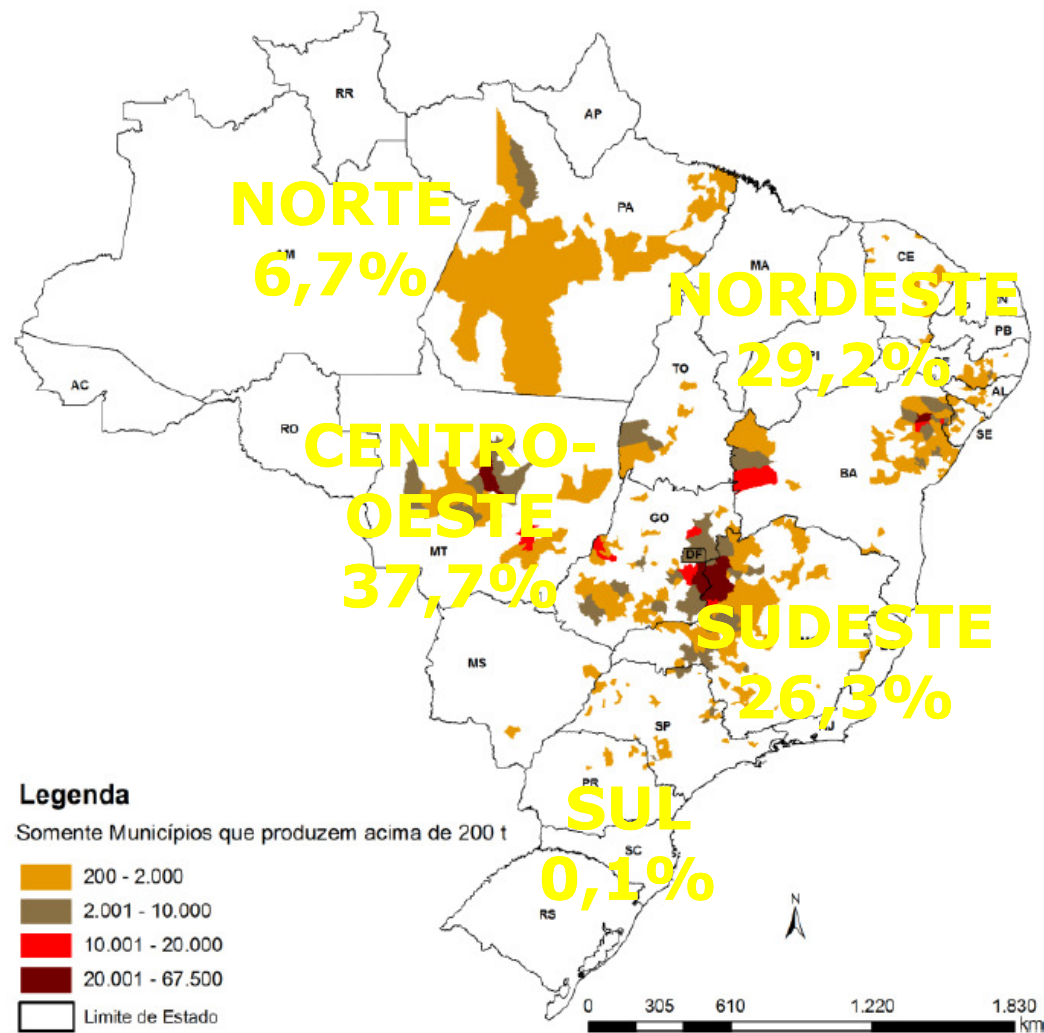 RR
AP
NORTE
6,7%
PA
MA
CE
NORDESTE
29,2%
PB
AC
TO
AL
RO
SE
CENTRO-
OESTE
37,7%
BA
GO
MT
DF
SUDESTE
26,3%
MS
SP
PR
SUL
0,1%
SC
RS
N
Legenda
Somente Municípios que produzem acima de 200 t
200 - 2.000
2.001 - 10.000
10.001 - 20.000
20.001 - 67.500
Limite de Estado
0 305 610 1.220 1.830
km